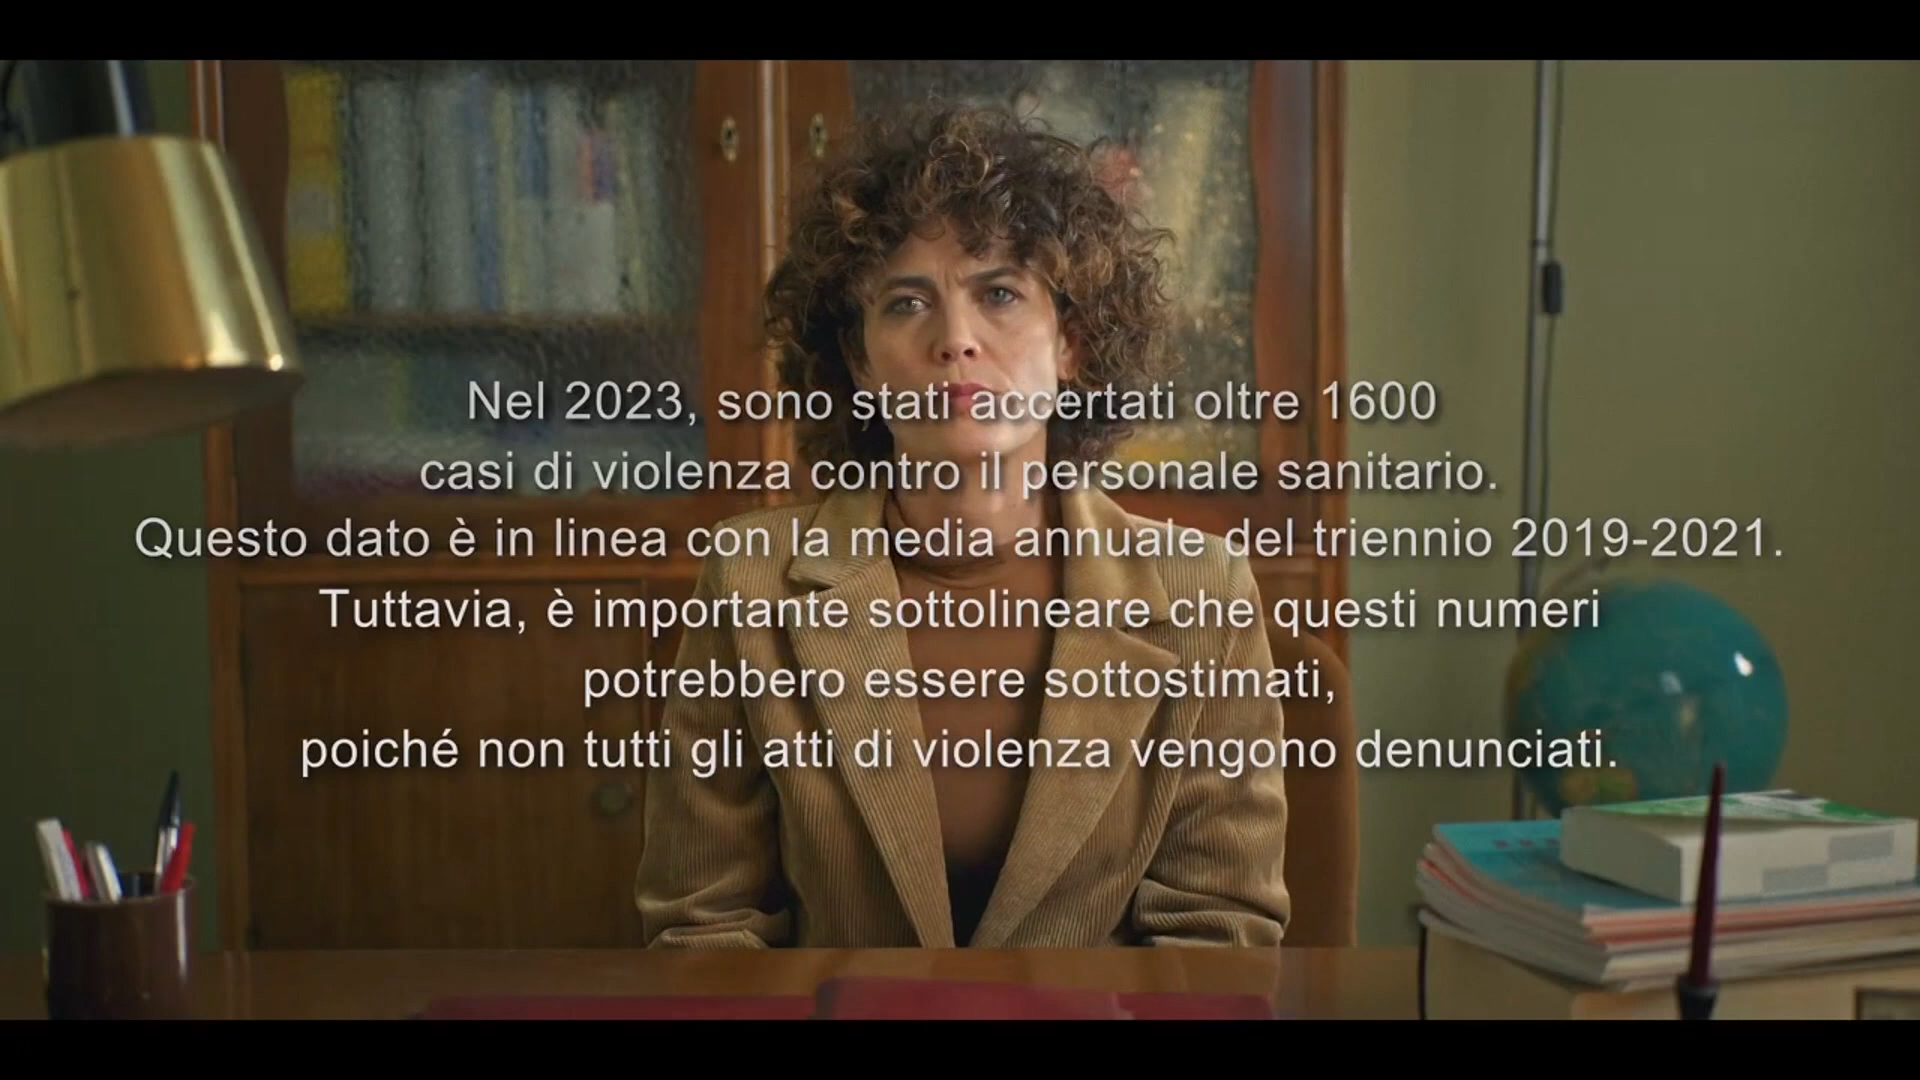 Nel 2023, sono stati accertati oltre 1600
casi di violenza contro il personale sanitario.
Questo dato è in linea con la media annuale del triennio 2019-2021.
Tuttavia, è importante sottolineare che questi numeri
potrebbero essere sottostimati,
poiché non tutti gli atti di violenza vengono denunciati.